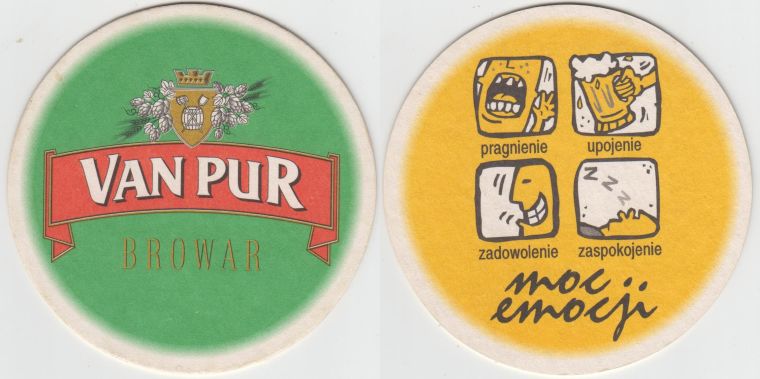 VAN PUR
BROWAR
pragnienie
upojenie
zadowolenie
zaspokojenie
Z Z Z
moc
emocji